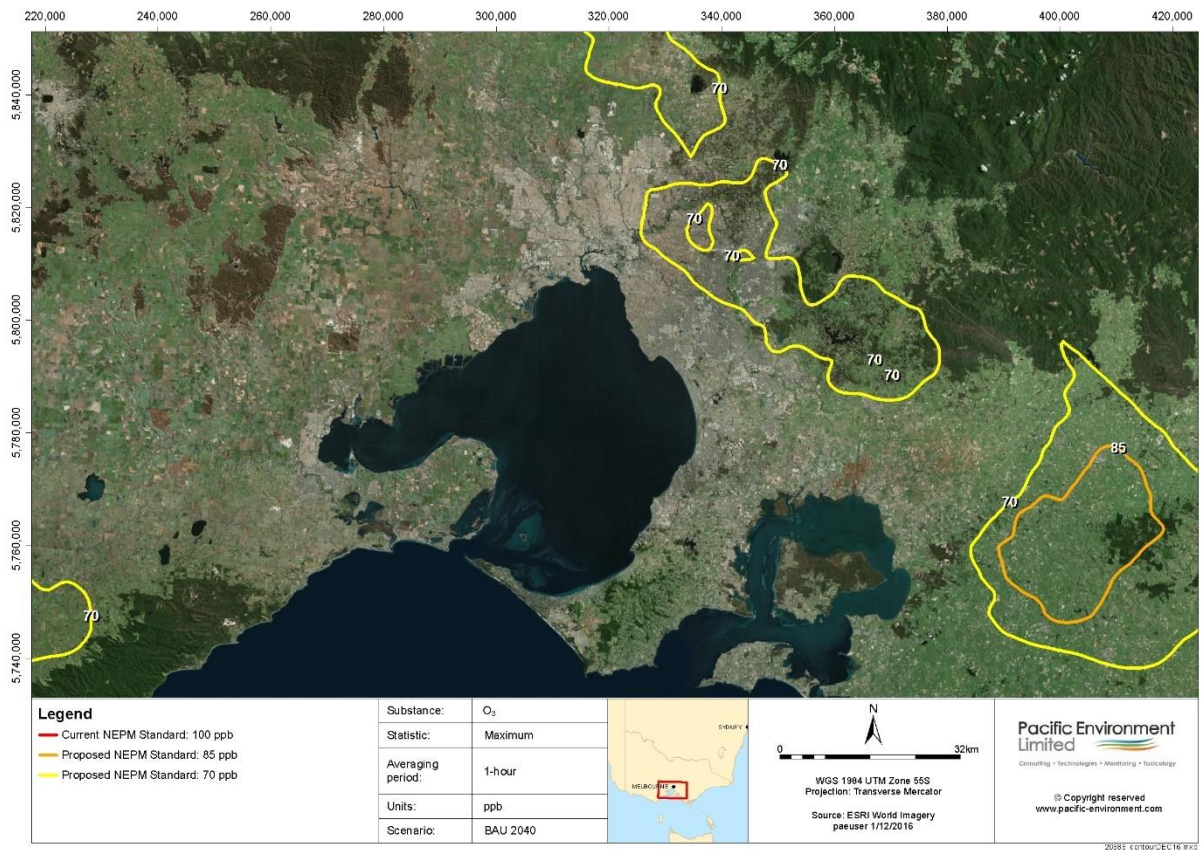 220,000 240,000 260,000 280,000 300,000 320,000 340,000 360,000 380,000 400,000 420,000
5,840,000
5,820,000
5,800,000
5,780,000
5,760,000
5,740,000
70
70
70
70
70
70
85
70
70
Legend
Current NEPM Standard: 100 ppb
Proposed NEPM Standard: 85 ppb
Proposed NEPM Standard: 70 ppb
Substance: O₃
Statistic: Maximum
Averaging
period: 1-hour
Units: ppb
Scenario: BAU 2040
SYDNEY
MELBOURNE
N
0 32km
WGS 1984 UTM Zone 55S
Projection: Transverse Mercator
Source: ESRI World Imagery
paeuser 1/12/2016
Pacific Environment
Limited
Consulting • Technologies • Monitoring • Toxicology
© Copyright reserved
www.pacific-environment.com